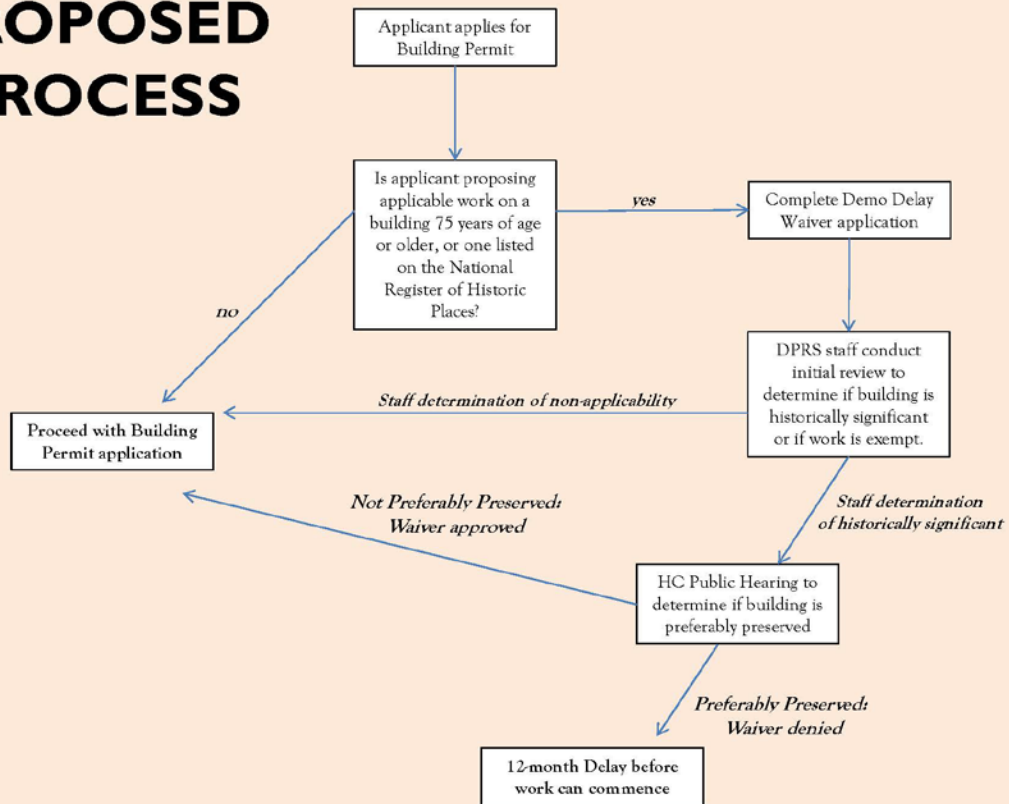 OPOSED
ROCESS
Applicant applies for
Building Permit
Is applicant proposing
applicable work on a
building 75 years of age
or older, or one listed
on the National
Register of Historic
Places?
yes
Complete Demo Delay
Waiver application
no
DPRS staff conduct
initial review to
determine if building is
historically significant
or if work is exempt.
Staff determination of non-applicability
Proceed with Building
Permit application
Staff determination
of historically significant
Not Preferably Preserved:
Waiver approved
HC Public Hearing to
determine if building is
preferably preserved
Preferably Preserved:
Waiver denied
12-month Delay before
work can commence